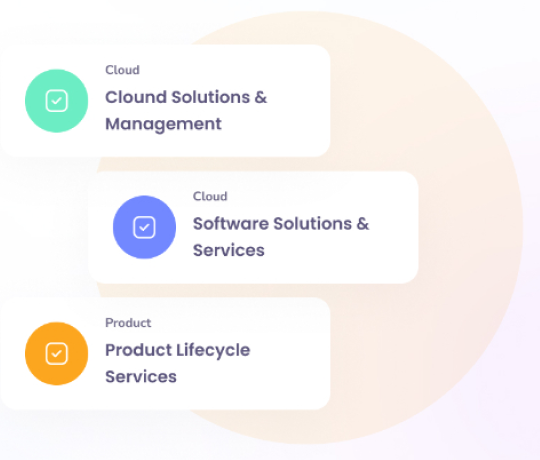 Cloud
Clound Solutions &
Management
Cloud
Software Solutions &
Services
Product
Product Lifecycle
Services